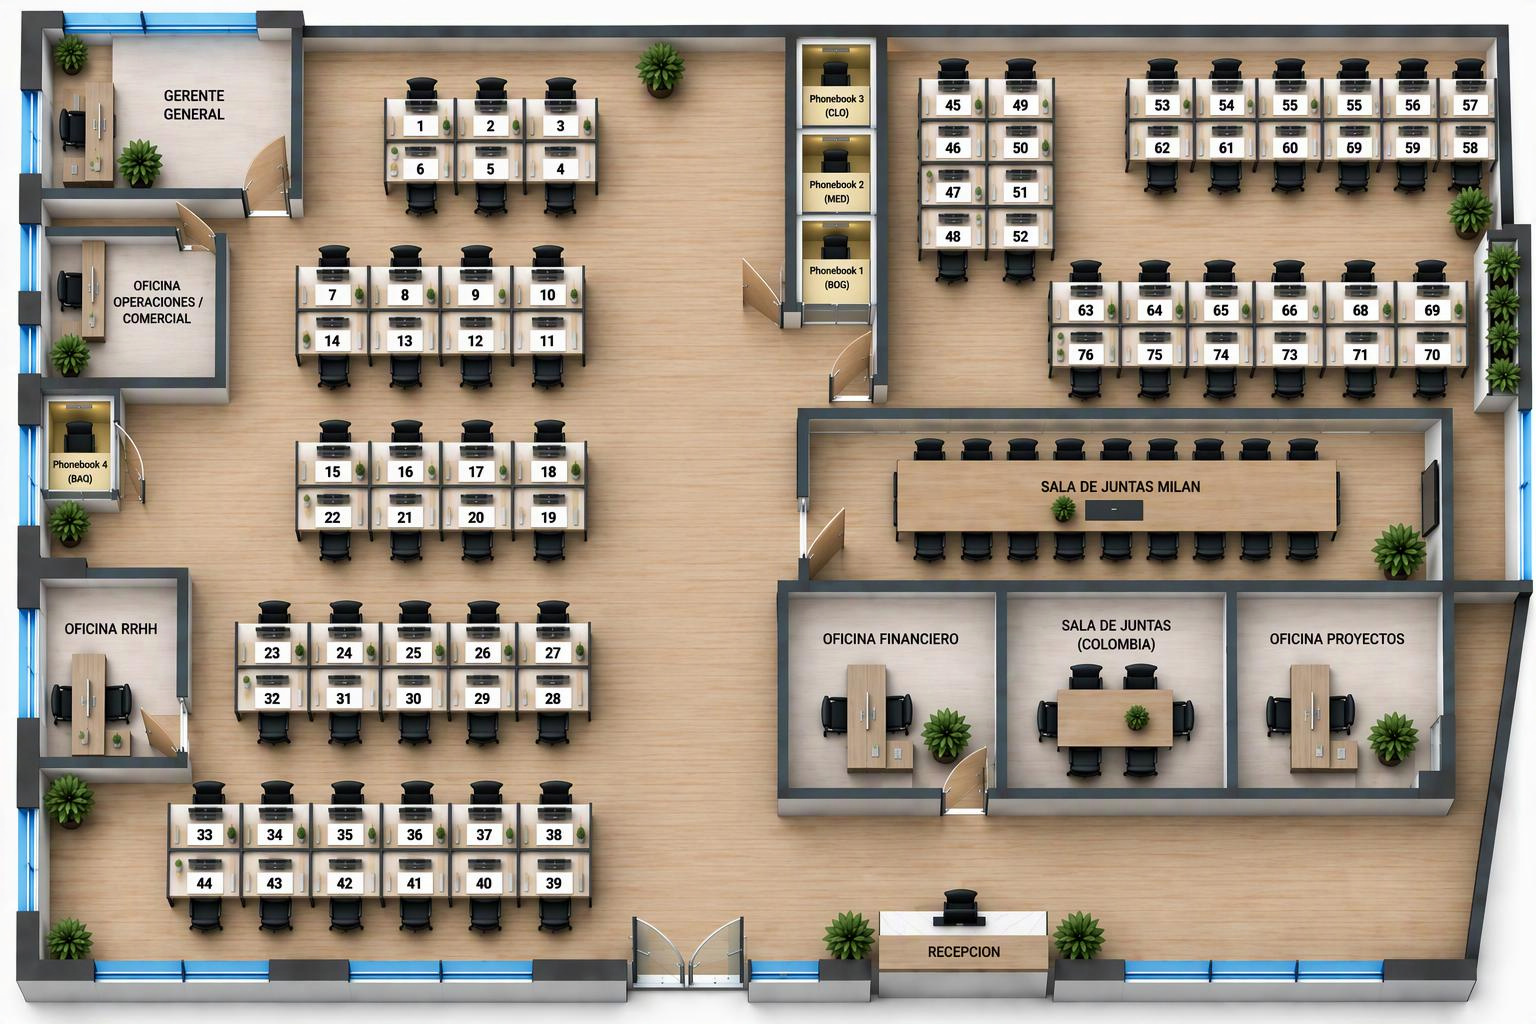 GERENTE
GENERAL
1 2 3
6 5 4
Phonebook 3
(CLO)
Phonebook 2
(MED)
Phonebook 1
(BOG)
45 49
46 50
47 51
48 52
53 54 55 55 56 57
62 61 60 69 59 58
OFICINA
OPERACIONES /
COMERCIAL
7 8 9 10
14 13 12 11
63 64 65 66 68 69
76 75 74 73 71 70
Phonebook 4
(BAQ)
15 16 17 18
22 21 20 19
SALA DE JUNTAS MILAN
OFICINA RRHH
23 24 25 26 27
32 31 30 29 28
OFICINA FINANCIERO
SALA DE JUNTAS
(COLOMBIA)
OFICINA PROYECTOS
33 34 35 36 37 38
44 43 42 41 40 39
RECEPCION